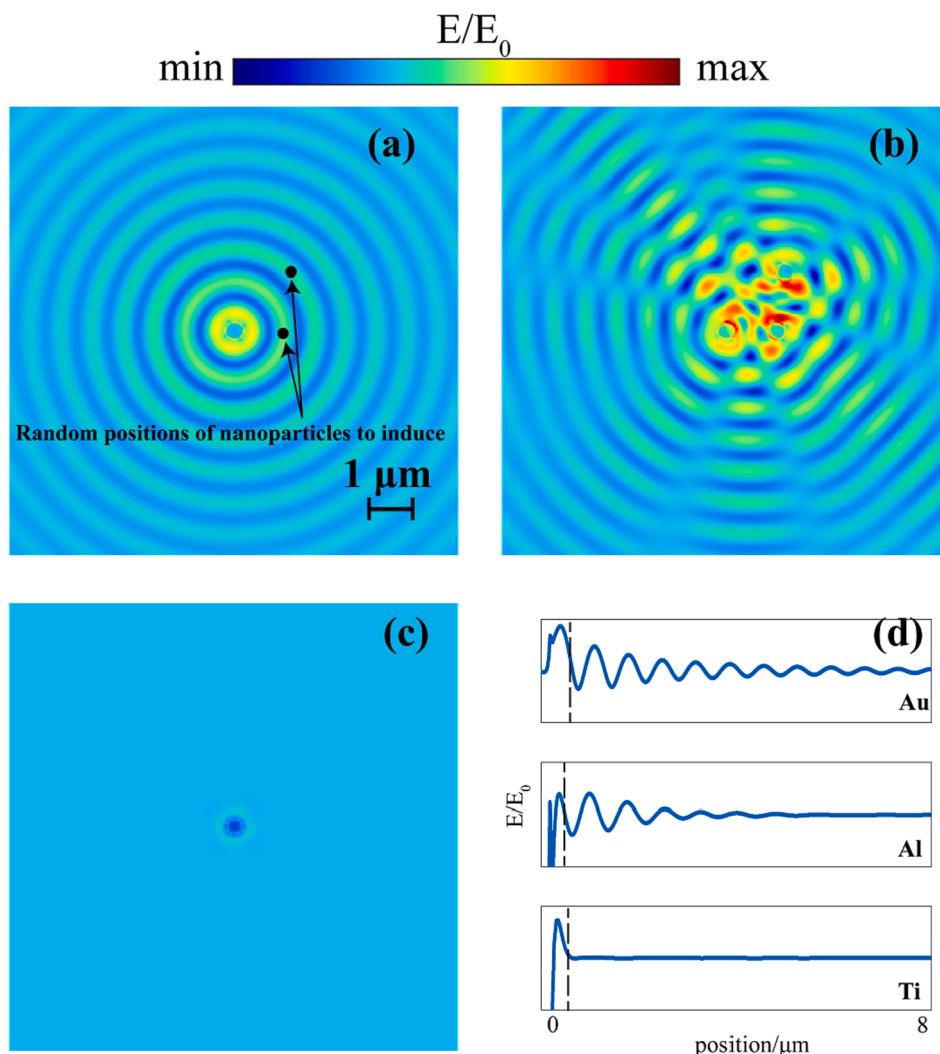 E/E₀
min max
(a) (b)
Random positions of nanoparticles to induce
1 μm
(c) (d)
Au
E/E₀
Al
Ti
0 8
position/μm